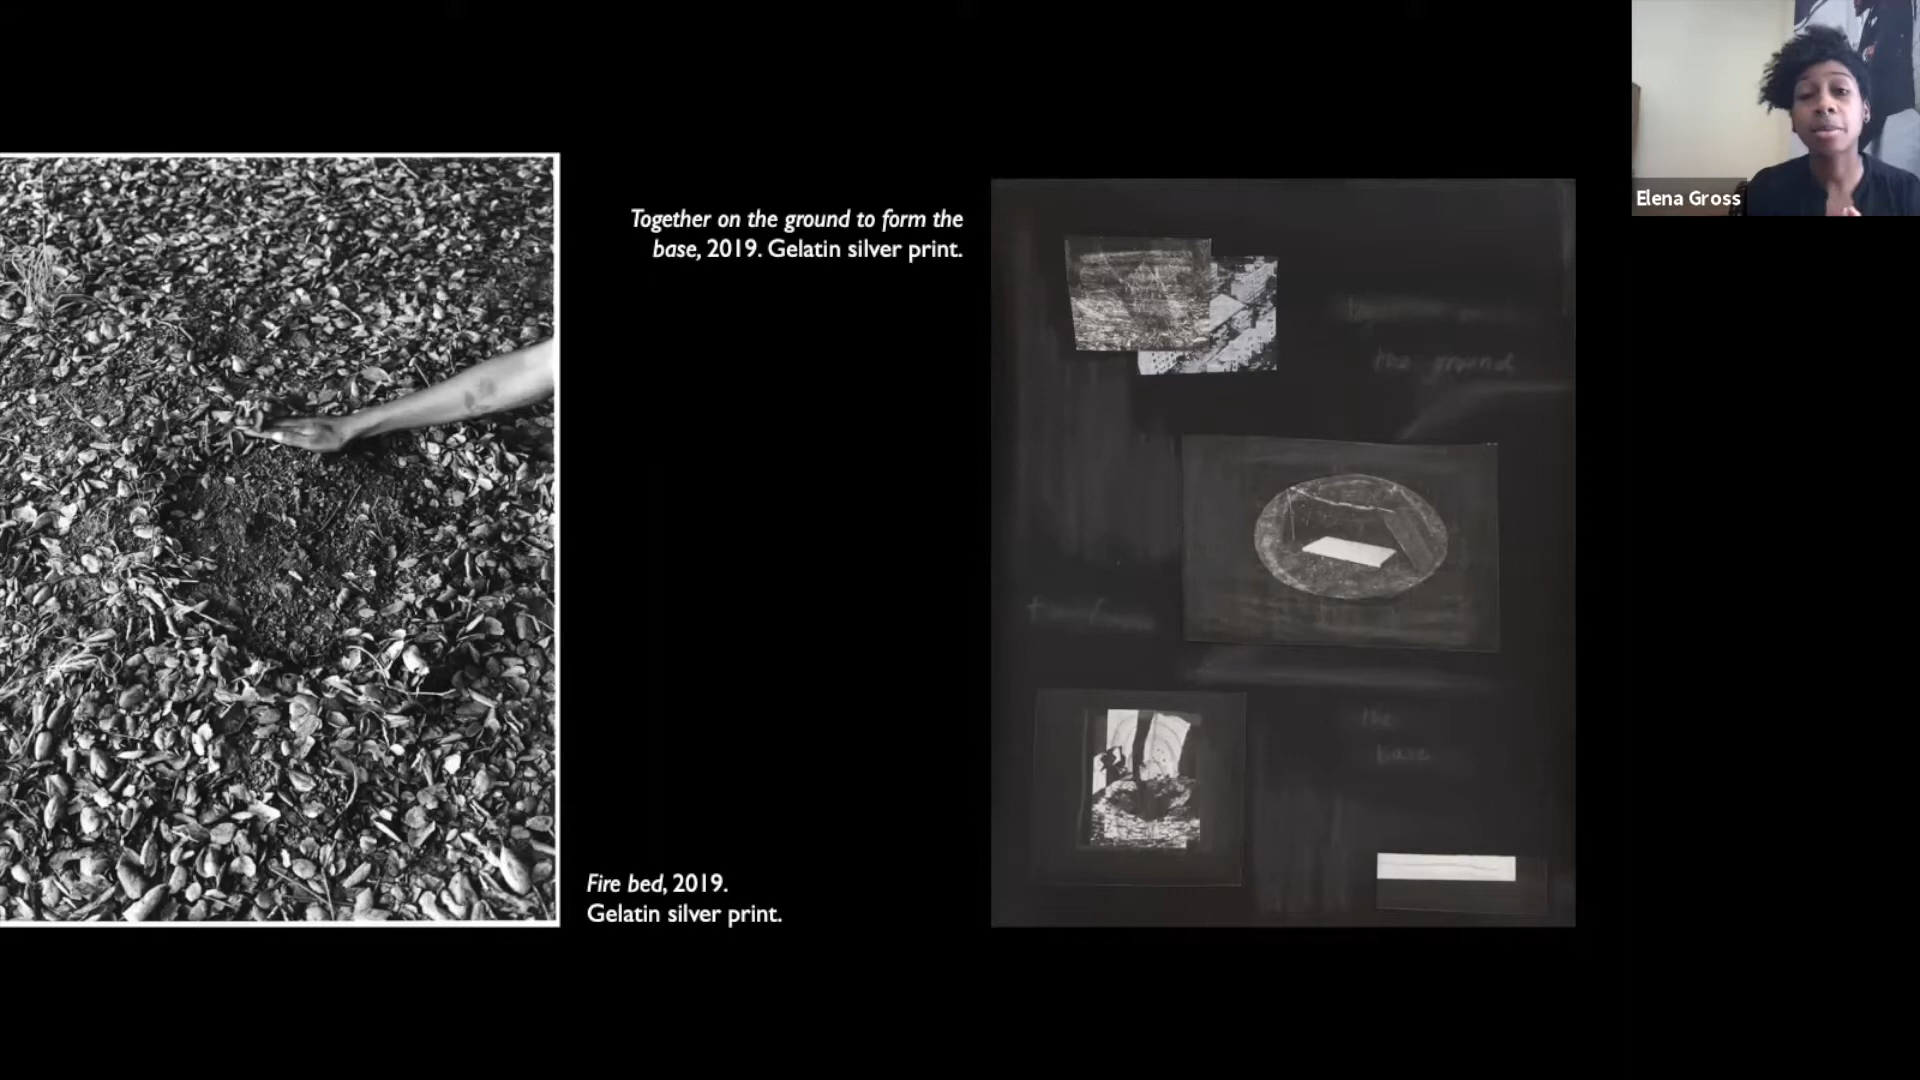 Elena Gross
Together on the ground to form the
base, 2019. Gelatin silver print.
the ground
the
base
Fire bed, 2019.
Gelatin silver print.